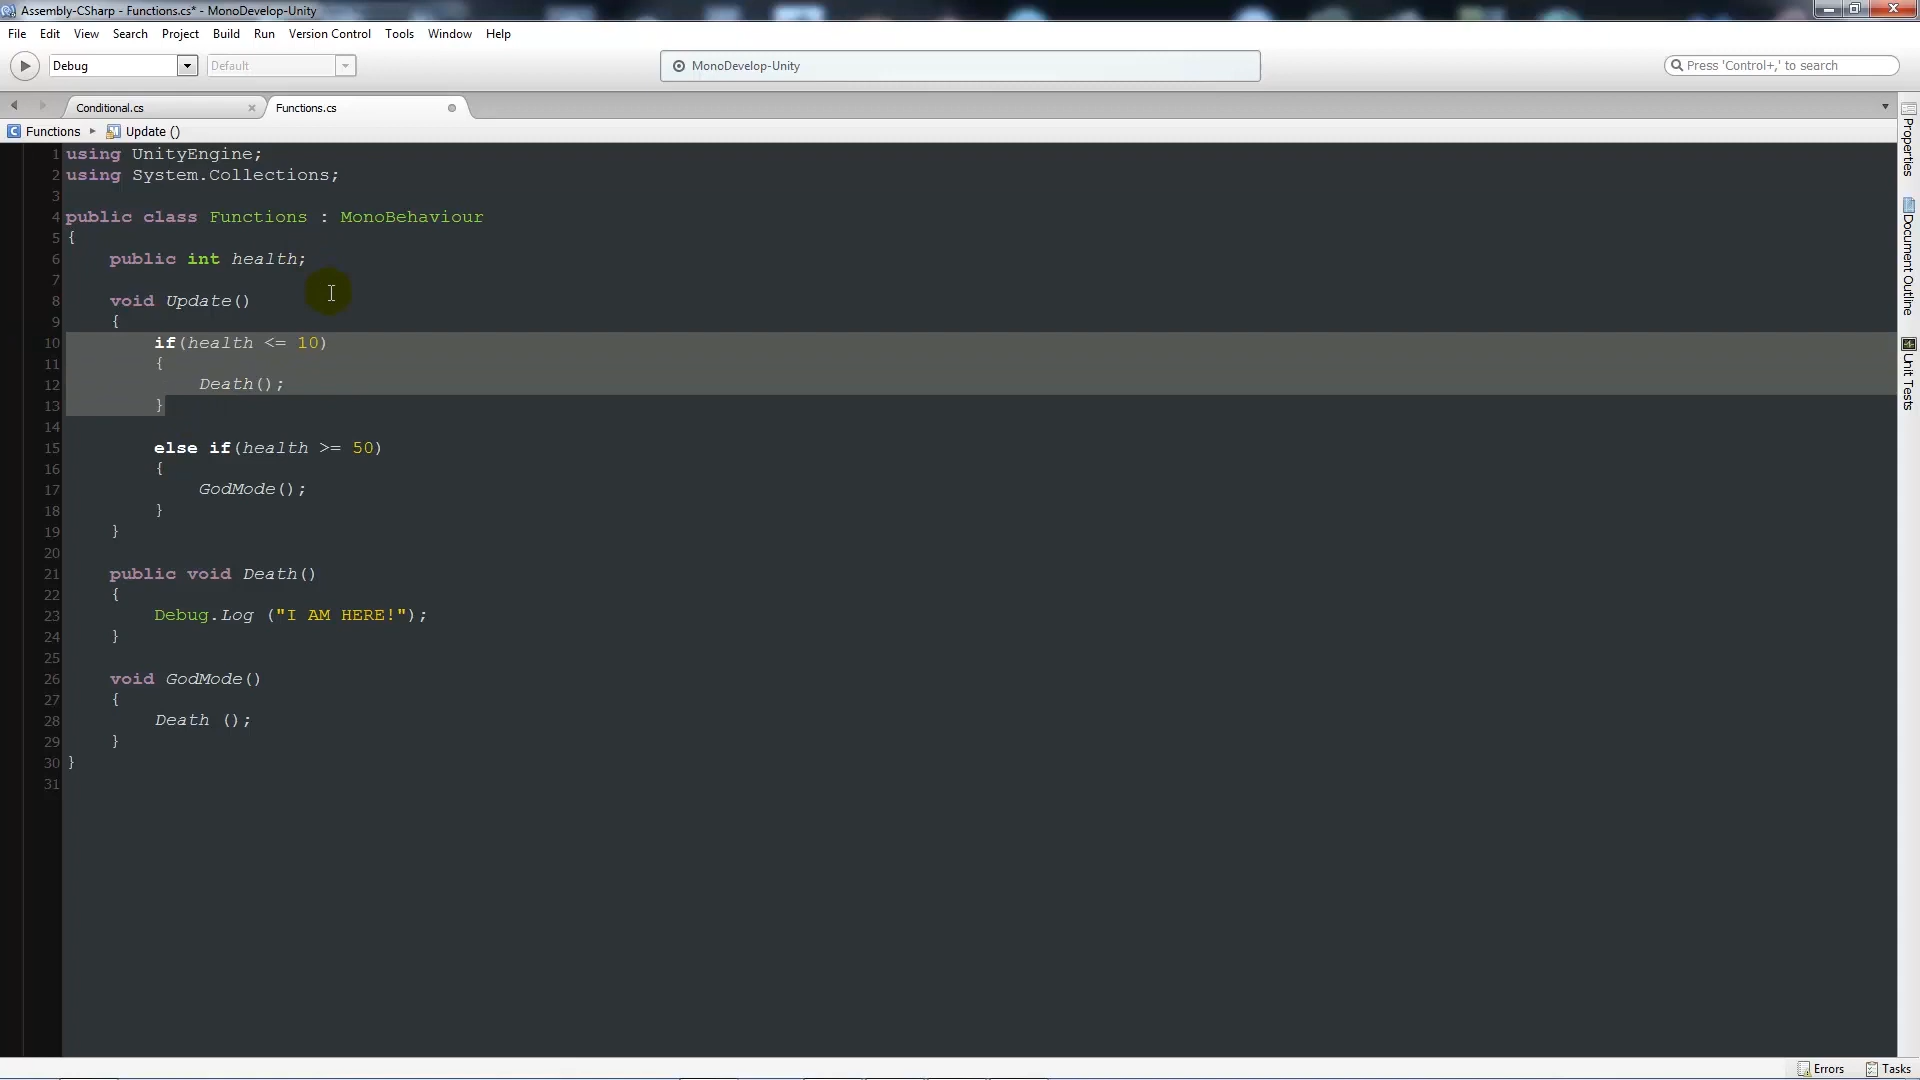 Assembly-CSharp - Functions.cs* - MonoDevelop-Unity
File Edit View Search Project Build Run Version Control Tools Window Help
Debug Default MonoDevelop-Unity Press 'Control+,' to search
Conditional.cs Functions.cs
Functions Update ()
1 using UnityEngine;
2 using System.Collections;
3
4 public class Functions : MonoBehaviour
5 {
6 public int health;
7
8 void Update()
9 {
10 if(health <= 10)
11 {
12 Death();
13 }
14
15 else if(health >= 50)
16 {
17 GodMode();
18 }
19 }
20
21 public void Death()
22 {
23 Debug.Log ("I AM HERE!");
24 }
25
26 void GodMode()
27 {
28 Death ();
29 }
30 }
31
Properties
Document Outline
Unit Tests
Errors Tasks